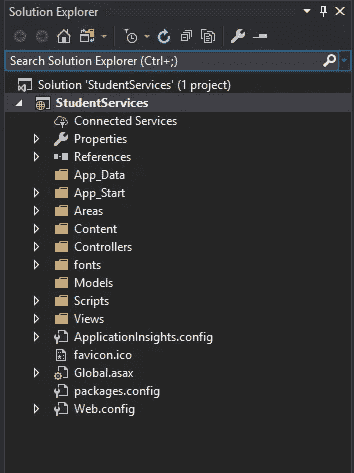 Solution Explorer
Search Solution Explorer (Ctrl+;)
Solution 'StudentServices' (1 project)
StudentServices
Connected Services
Properties
References
App_Data
App_Start
Areas
Content
Controllers
fonts
Models
Scripts
Views
ApplicationInsights.config
favicon.ico
Global.asax
packages.config
Web.config